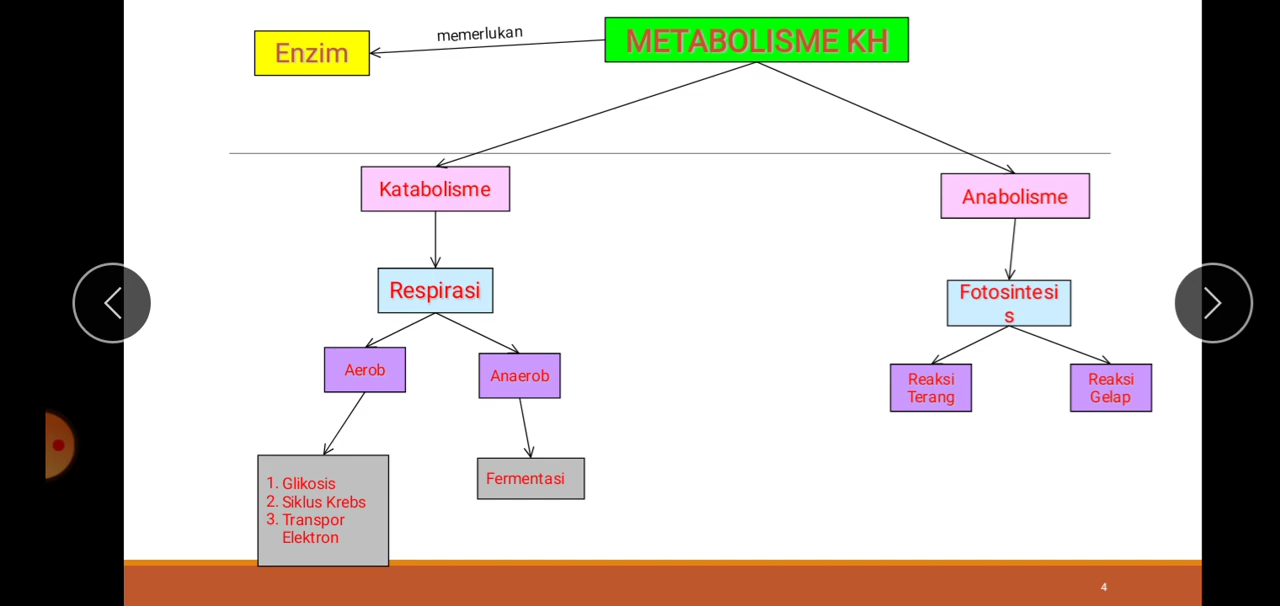 memerlukan
METABOLISME KH
Enzim
Katabolisme
Anabolisme
Respirasi
Fotosintesi
s
Aerob
Anaerob
Reaksi
Terang
Reaksi
Gelap
1. Glikosis
2. Siklus Krebs
3. Transpor
Elektron
Fermentasi
4